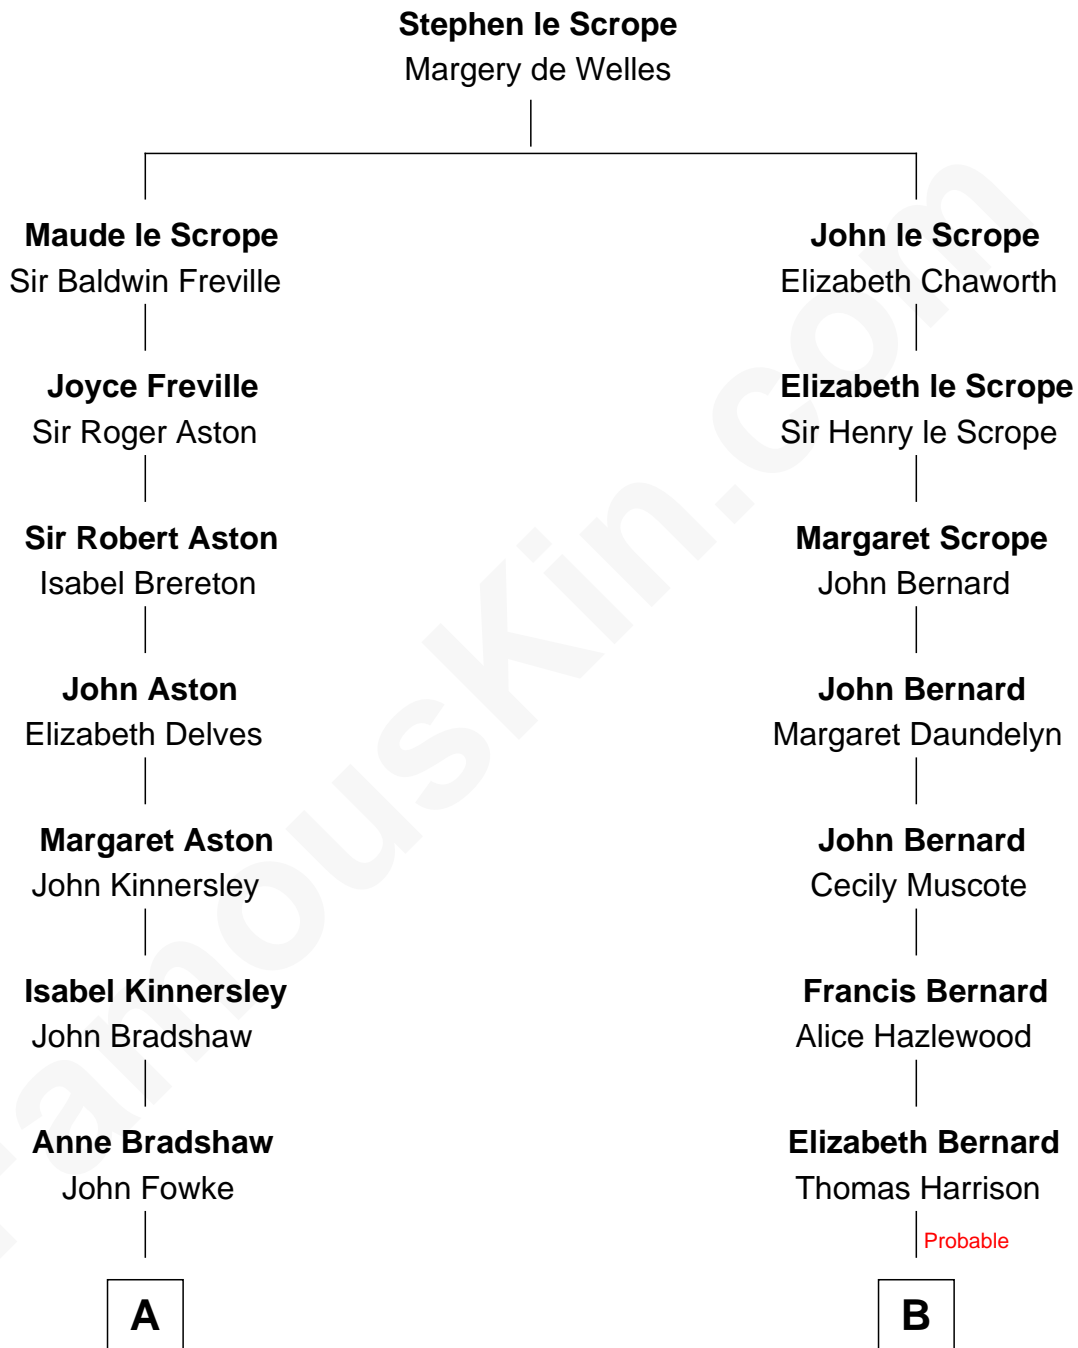 Stephen le Scrope
Margery de Welles
Maude le Scrope
Sir Baldwin Freville
John le Scrope
Elizabeth Chaworth
Joyce Freville
Sir Roger Aston
Elizabeth le Scrope
Sir Henry le Scrope
Sir Robert Aston
Isabel Brereton
Margaret Scrope
John Bernard
John Aston
Elizabeth Delves
John Bernard
Margaret Daundelyn
Margaret Aston
John Kinnersley
John Bernard
Cecily Muscote
Isabel Kinnersley
John Bradshaw
Francis Bernard
Alice Hazlewood
Anne Bradshaw
John Fowke
Elizabeth Bernard
Thomas Harrison
Probable
A
B
FamousKin.com